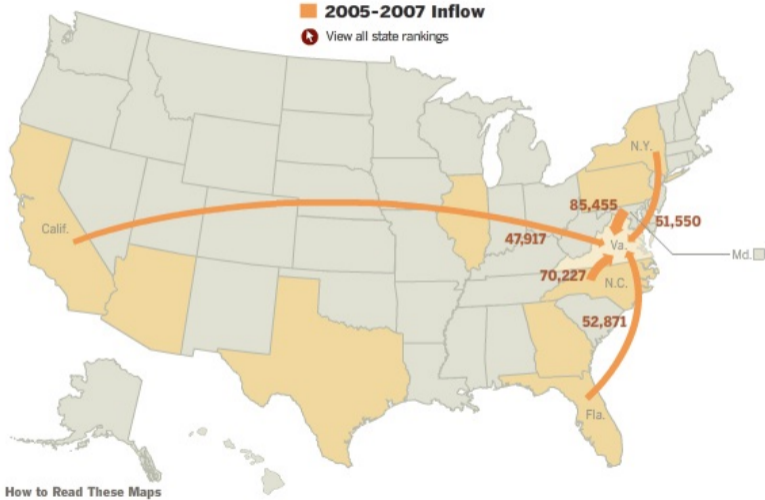 2005-2007 Inflow
View all state rankings
N.Y.
85,455
51,550
Calif.
47,917
Va.
Md.
70,227
N.C.
52,871
Fla.
How to Read These Maps